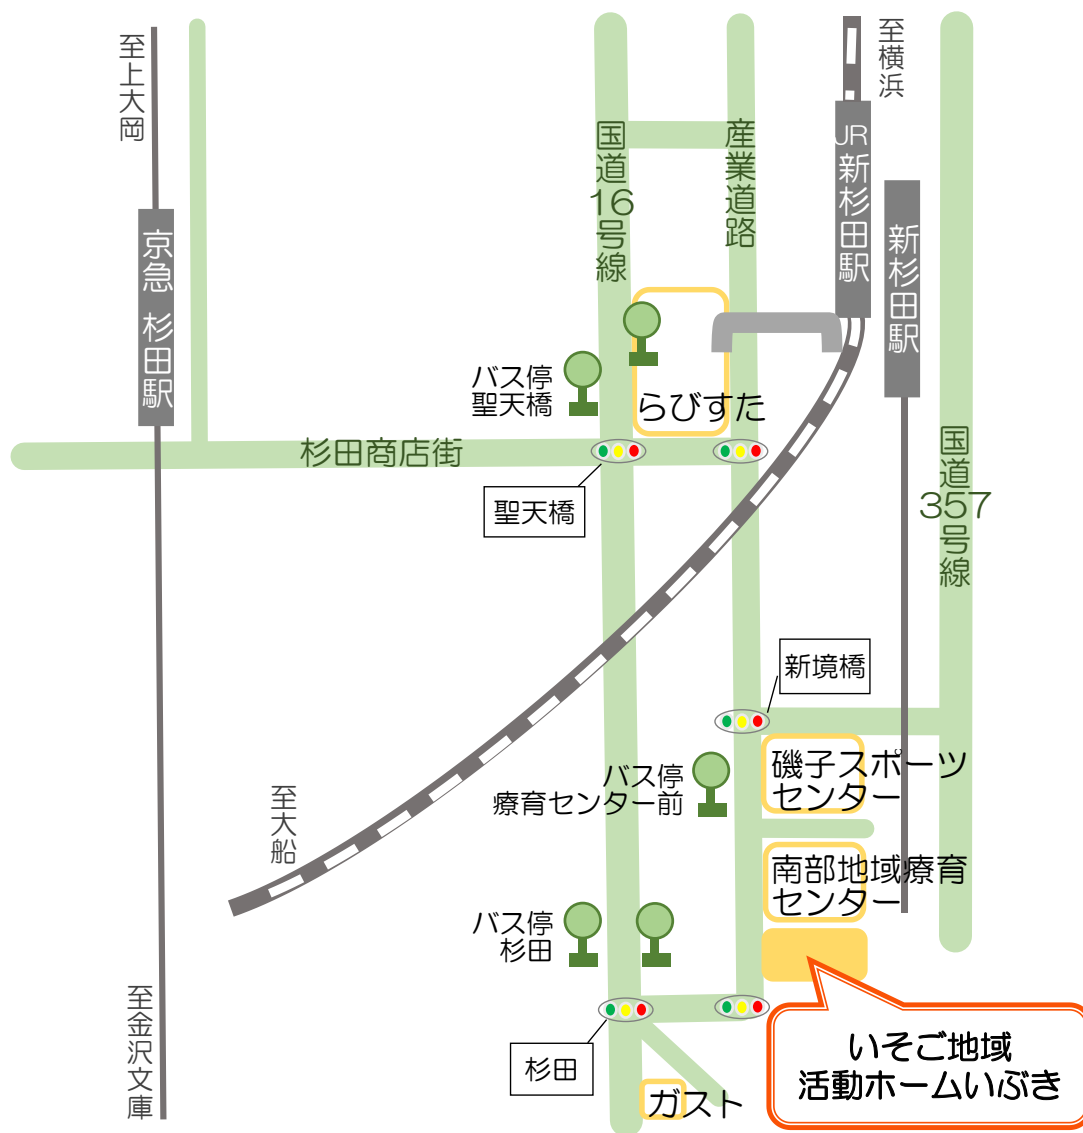 至上大岡
京急 杉田駅
至金沢文庫
国道16号線
産業道路
至横浜
JR新杉田駅
新杉田駅
国道357号線
バス停
聖天橋
らびすた
杉田商店街
聖天橋
新境橋
磯子スポーツ
センター
バス停
療育センター前
至大船
南部地域療育
センター
バス停
杉田
杉田
ガスト
いそご地域
活動ホームいぶき